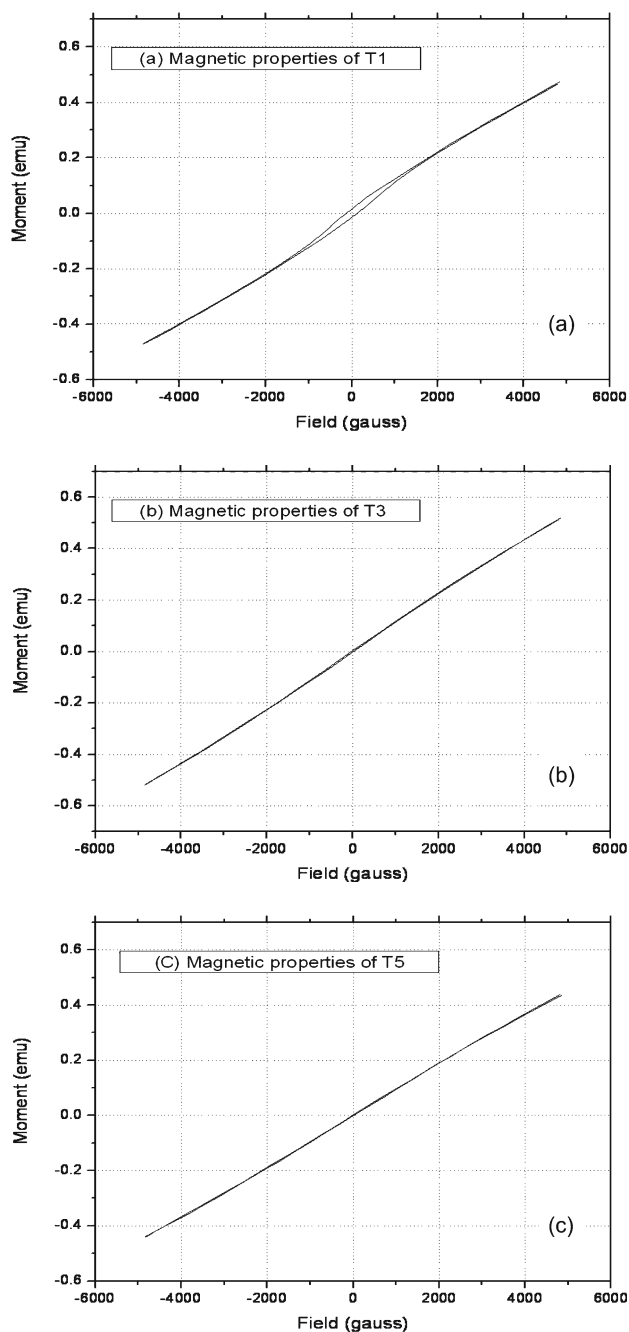 (a) Magnetic properties of T1
0.6
0.4
0.2
0.0
-0.2
-0.4
-0.6
Moment (emu)
(a)
-6000 -4000 -2000 0 2000 4000 6000
Field (gauss)
(b) Magnetic properties of T3
0.6
0.4
0.2
0.0
-0.2
-0.4
-0.6
Moment (emu)
(b)
-6000 -4000 -2000 0 2000 4000 6000
Field (gauss)
(C) Magnetic properties of T5
0.6
0.4
0.2
0.0
-0.2
-0.4
-0.6
Moment (emu)
(c)
-6000 -4000 -2000 0 2000 4000 6000
Field (gauss)